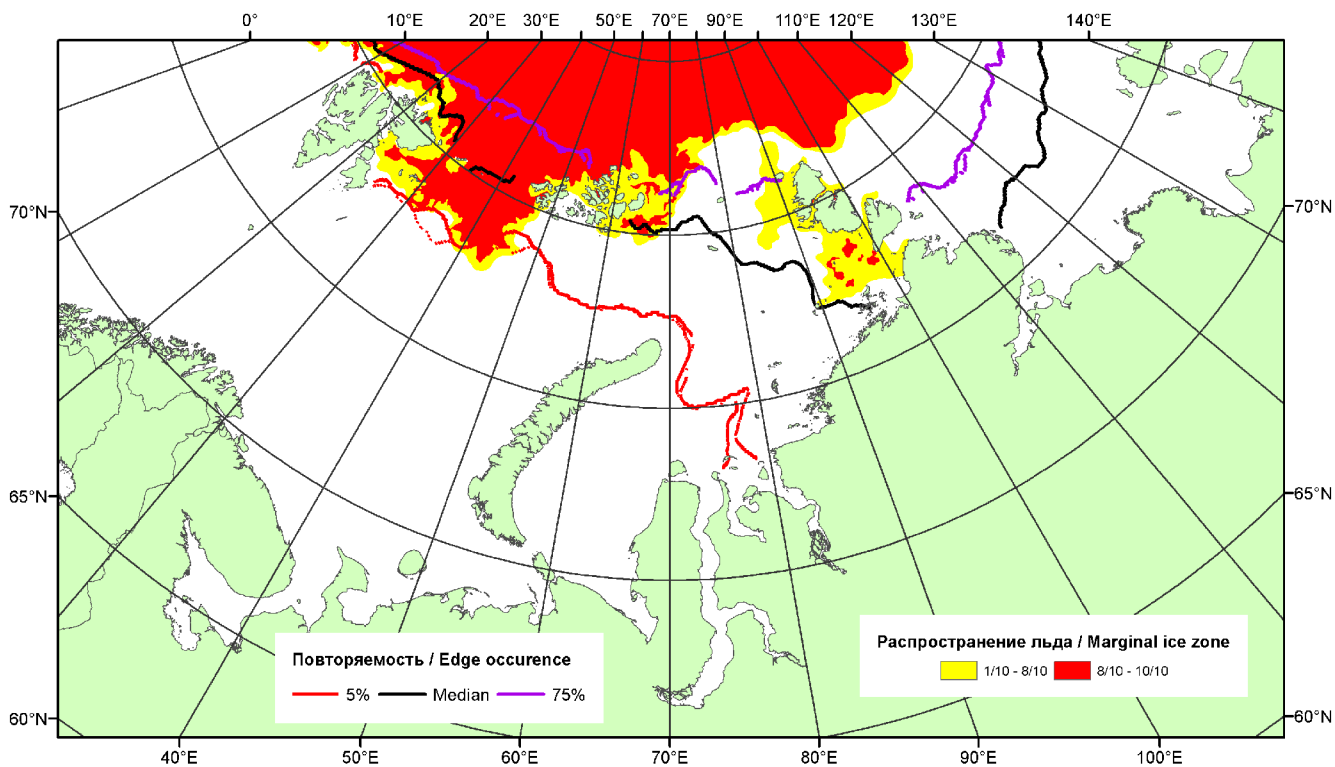 0° 10°E 20°E 30°E 50°E 70°E 90°E 110°E 120°E 130°E 140°E
70°N 70°N
65°N 65°N
60°N 60°N
Повторяемость / Edge occurence
5% Median 75%
Распространение льда / Marginal ice zone
1/10 - 8/10 8/10 - 10/10
40°E 50°E 60°E 70°E 80°E 90°E 100°E